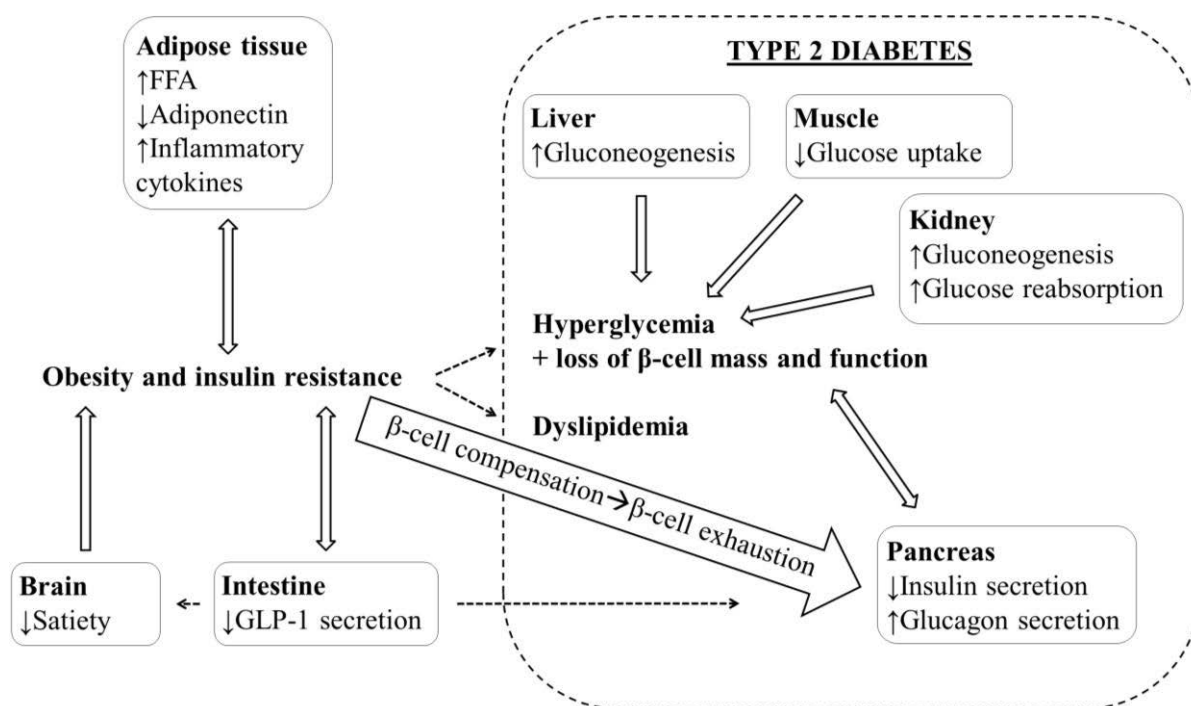 Adipose tissue
↑FFA
↓Adiponectin
↑Inflammatory
cytokines
TYPE 2 DIABETES
Liver
↑Gluconeogenesis
Muscle
↓Glucose uptake
Kidney
↑Gluconeogenesis
↑Glucose reabsorption
Hyperglycemia
+ loss of β-cell mass and function
Obesity and insulin resistance
Dyslipidemia
β-cell compensation→β-cell exhaustion
Brain
↓Satiety
Intestine
↓GLP-1 secretion
Pancreas
↓Insulin secretion
↑Glucagon secretion